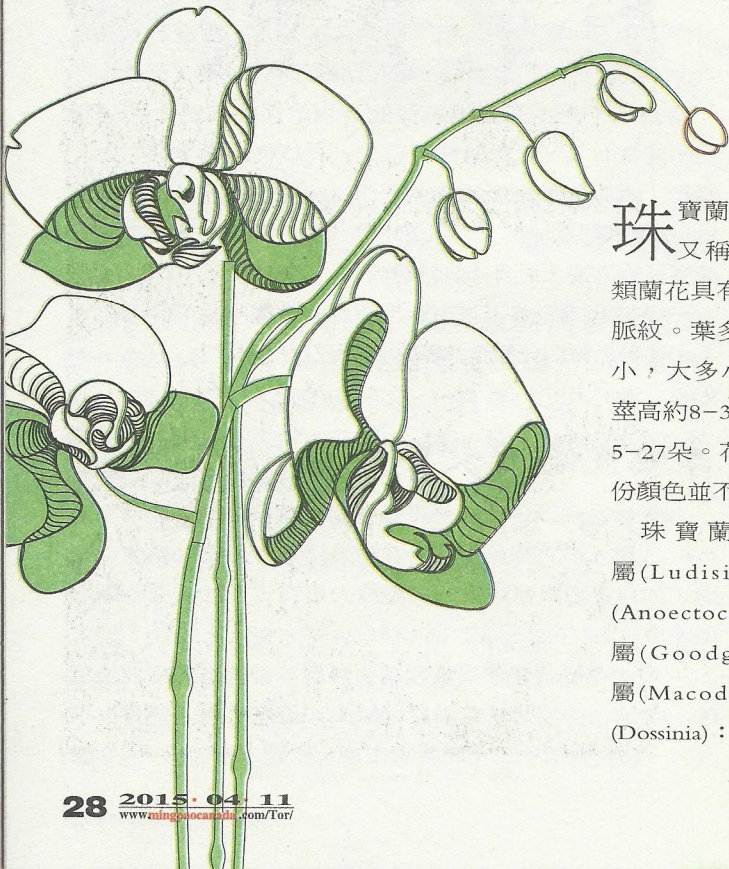 珠寶蘭
又稱
類蘭花具有
脈紋。葉多
小，大多小
莖高約8-3
5-27朵。花
份顏色並不
珠寶蘭
屬(Ludisi
(Anoectoc
屬(Goodg
屬(Macod
(Dossinia)：
28 2015·04·11
www.mingpaocanada.com/Tor/